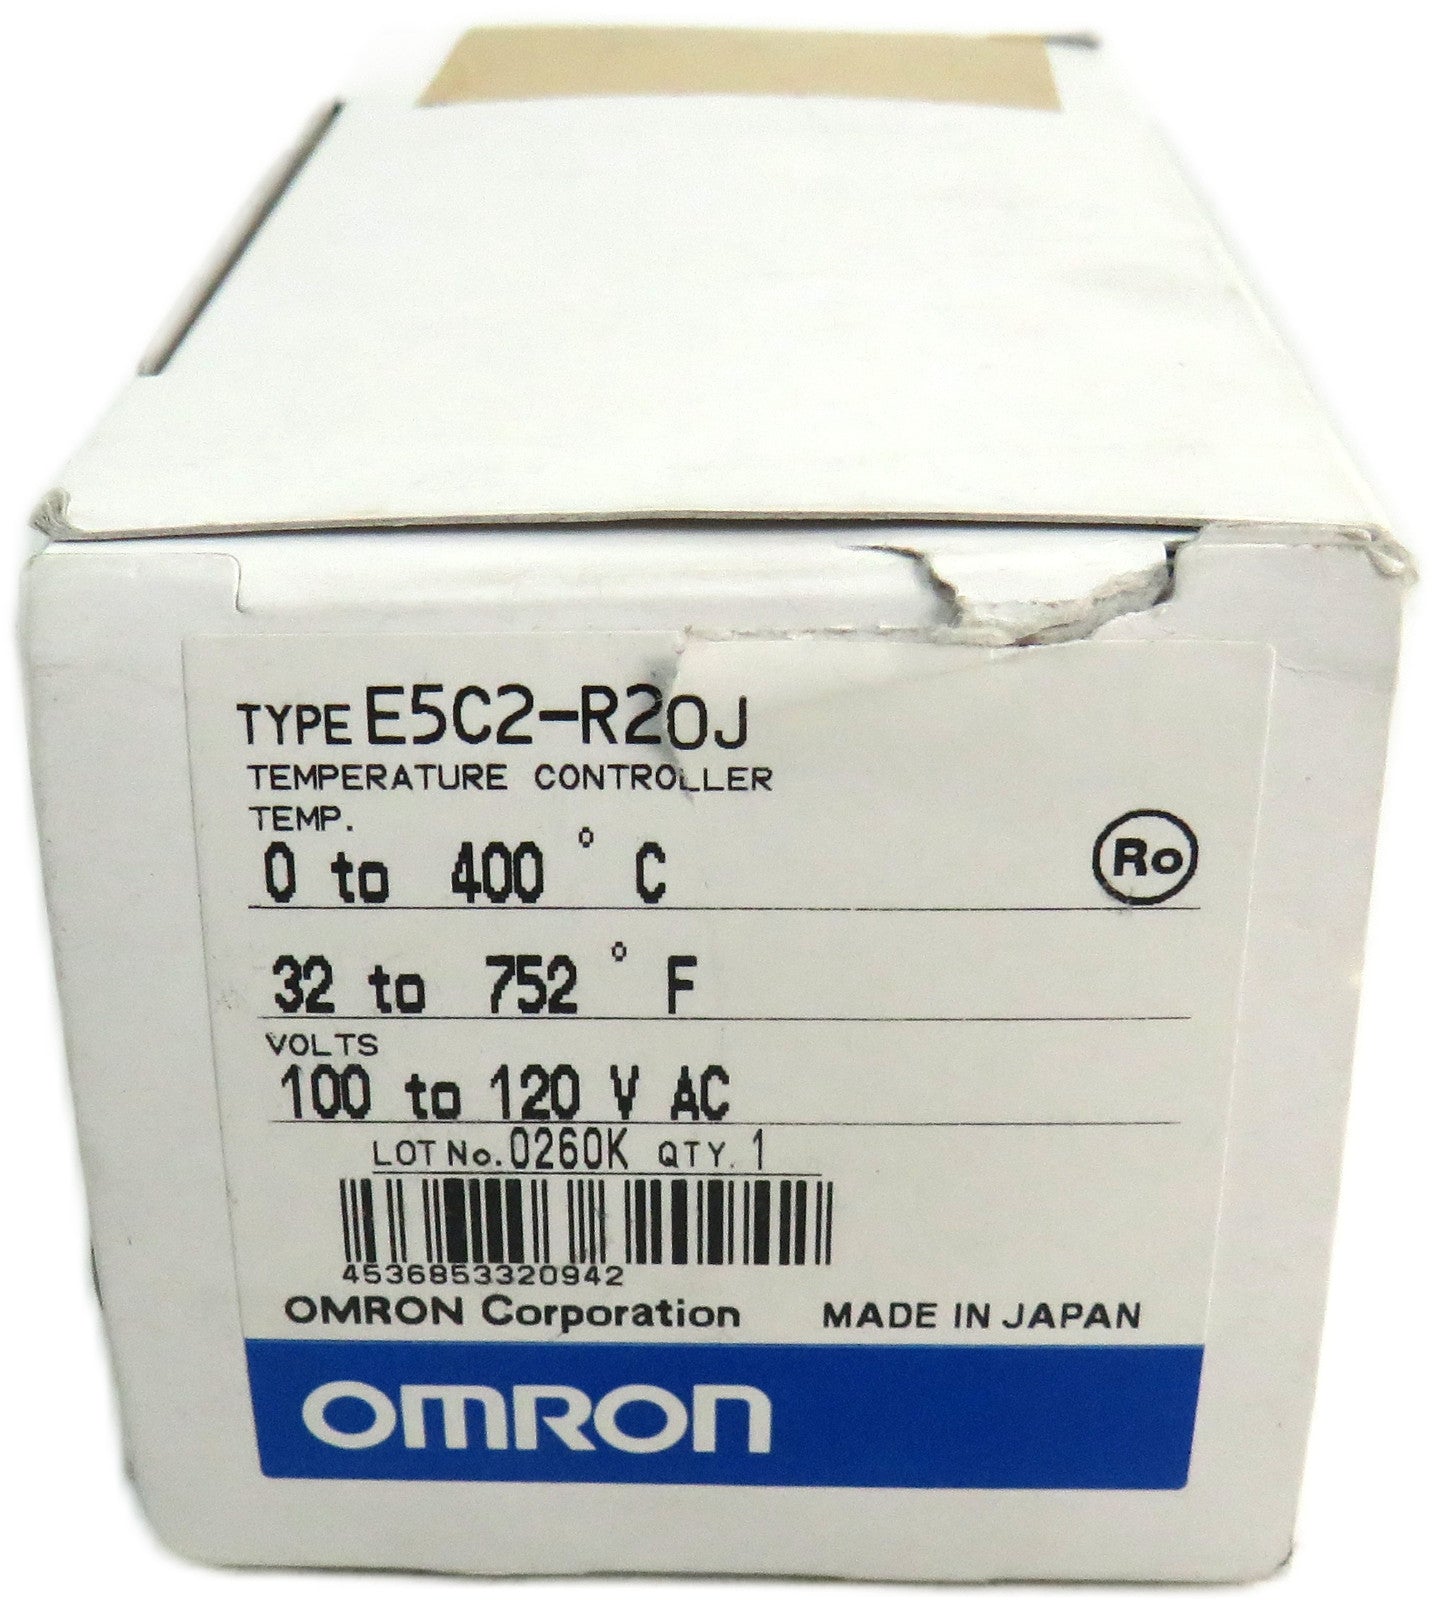 TYPE E5C2-R20J
TEMPERATURE CONTROLLER
TEMP.
0 to 400 ° C
Ro
32 to 752 ° F
VOLTS
100 to 120 V AC
LOT No. 0260K QTY. 1
4536853320942
OMRON Corporation MADE IN JAPAN
OMRON